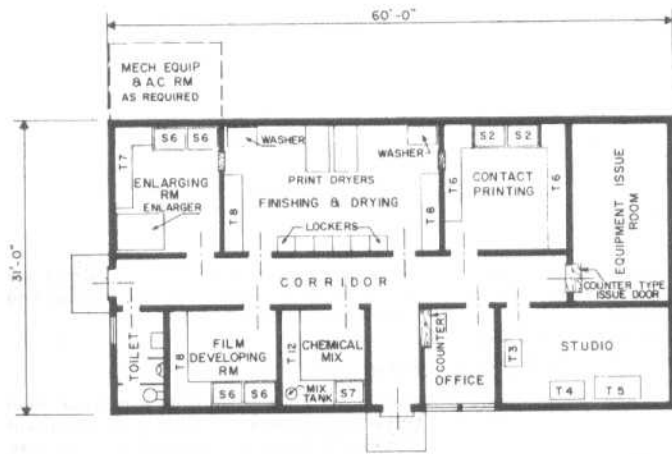 60'-0"
MECH EQUIP
& A.C. RM
AS REQUIRED
31'-0"
S6 S6
T7
ENLARGING
RM
ENLARGER
WASHER
WASHER
PRINT DRYERS
FINISHING & DRYING
T8
T8
LOCKERS
S2 S2
T6
CONTACT
PRINTING
T6
EQUIPMENT ISSUE
ROOM
CORRIDOR
COUNTER TYPE
ISSUE DOOR
TOILET
T8
FILM
DEVELOPING
RM
S6 S6
T12
CHEMICAL
MIX
MIX
TANK
S7
COUNTER
OFFICE
T3
STUDIO
T4
T5